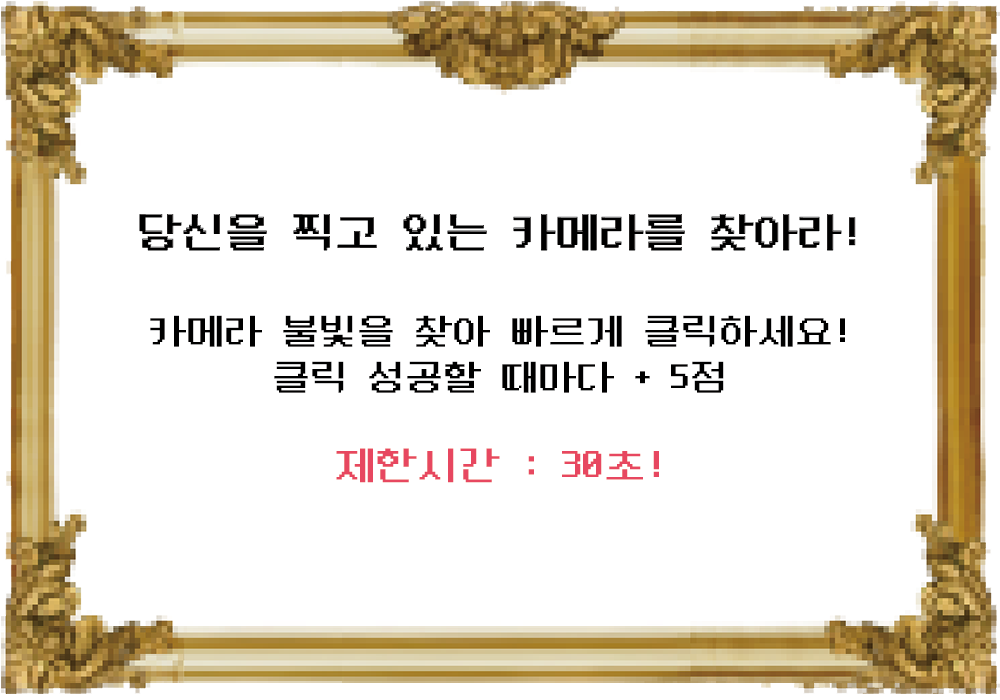 당신을 찍고 있는 카메라를 찾아라!
카메라 불빛을 찾아 빠르게 클릭하세요!
클릭 성공할 때마다 + 5점
제한시간 : 30초!